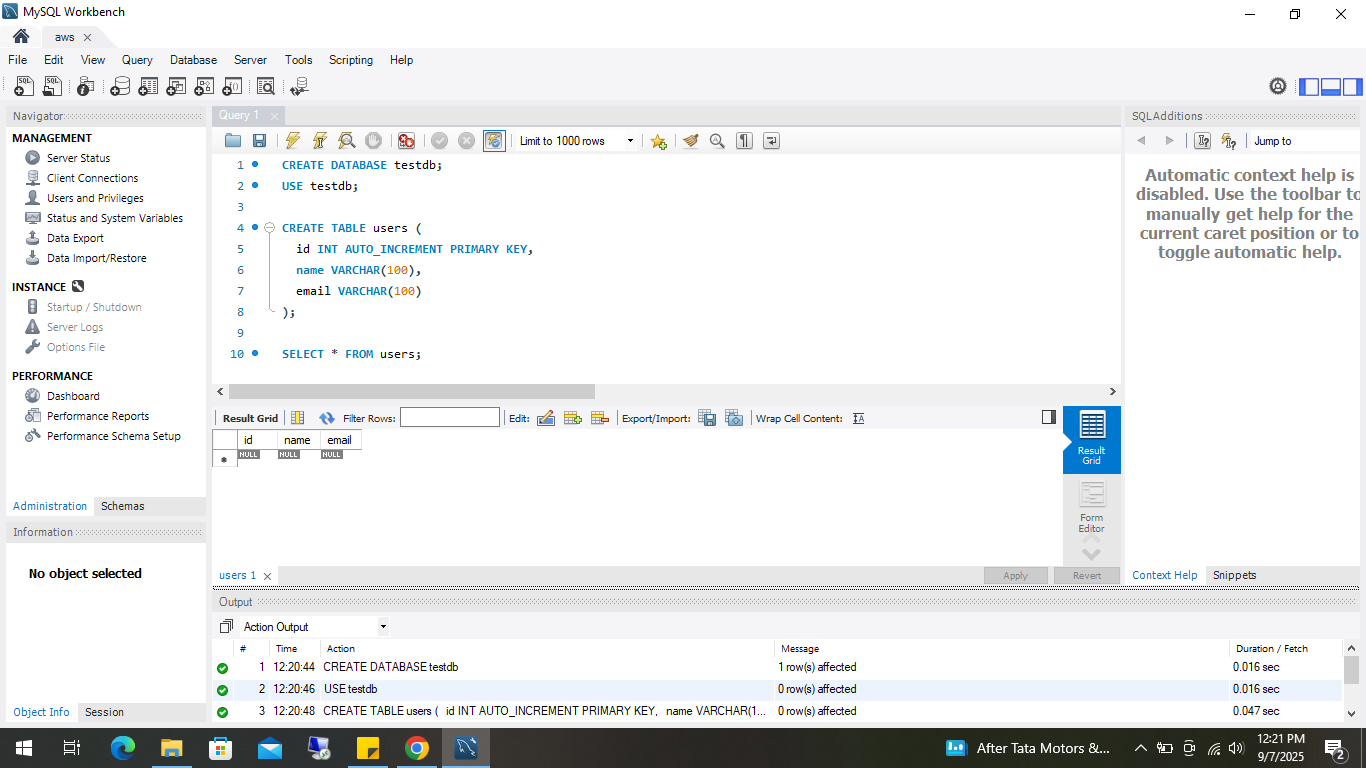 MySQL Workbench
aws
File Edit View Query Database Server Tools Scripting Help
Navigator
MANAGEMENT
Server Status
Client Connections
Users and Privileges
Status and System Variables
Data Export
Data Import/Restore
INSTANCE
Startup / Shutdown
Server Logs
Options File
PERFORMANCE
Dashboard
Performance Reports
Performance Schema Setup
Administration Schemas
Information
No object selected
Object Info Session
Query 1
Limit to 1000 rows
1 CREATE DATABASE testdb;
2 USE testdb;
3
4 CREATE TABLE users (
5 id INT AUTO_INCREMENT PRIMARY KEY,
6 name VARCHAR(100),
7 email VARCHAR(100)
8 );
9
10 SELECT * FROM users;
Result Grid Filter Rows: Edit: Export/Import: Wrap Cell Content:
id name email
NULL NULL NULL
Result
Grid
Form
Editor
users 1 Apply Revert
SQLAdditions
Jump to
Automatic context help is
disabled. Use the toolbar to
manually get help for the
current caret position or to
toggle automatic help.
Context Help Snippets
Output
Action Output
# Time Action Message Duration / Fetch
1 12:20:44 CREATE DATABASE testdb 1 row(s) affected 0.016 sec
2 12:20:46 USE testdb 0 row(s) affected 0.016 sec
3 12:20:48 CREATE TABLE users ( id INT AUTO_INCREMENT PRIMARY KEY, name VARCHAR(1... 0 row(s) affected 0.047 sec
After Tata Motors &...
12:21 PM
9/7/2025
2